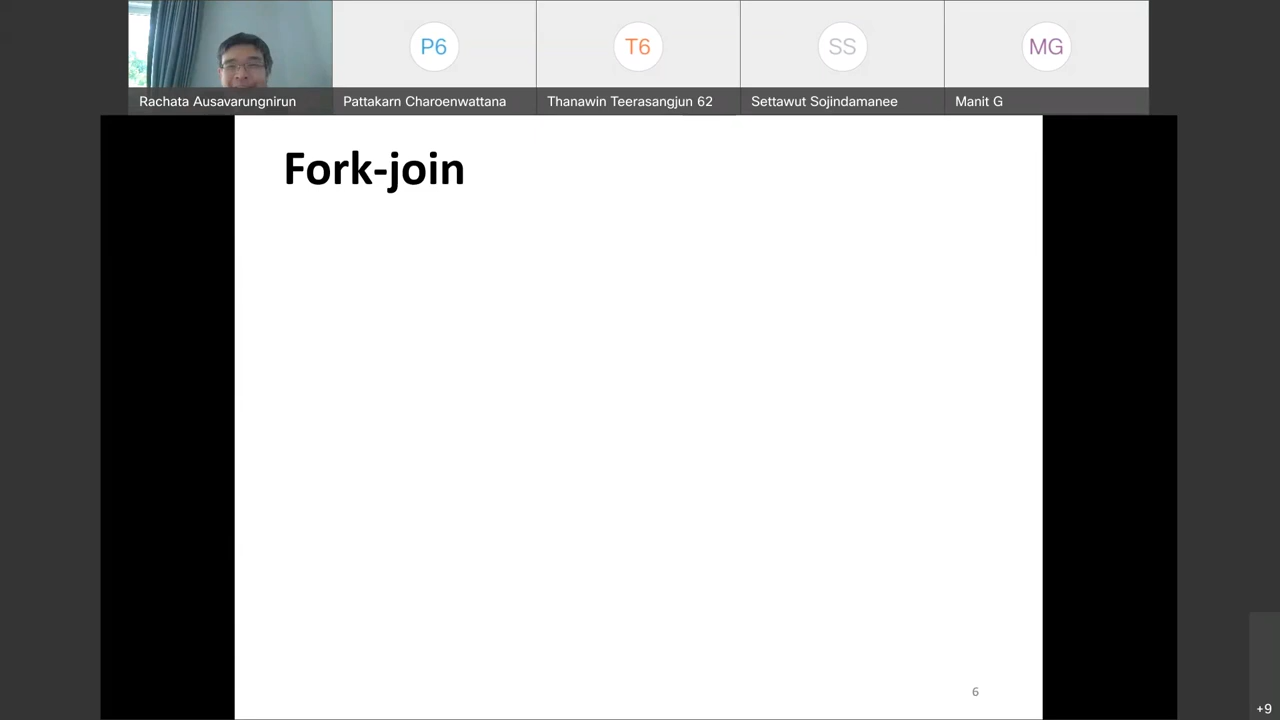 P6
T6
SS
MG
Rachata Ausavarungnirun
Pattakarn Charoenwattana
Thanawin Teerasangjun 62
Settawut Sojindamanee
Manit G
Fork-join
6
+9